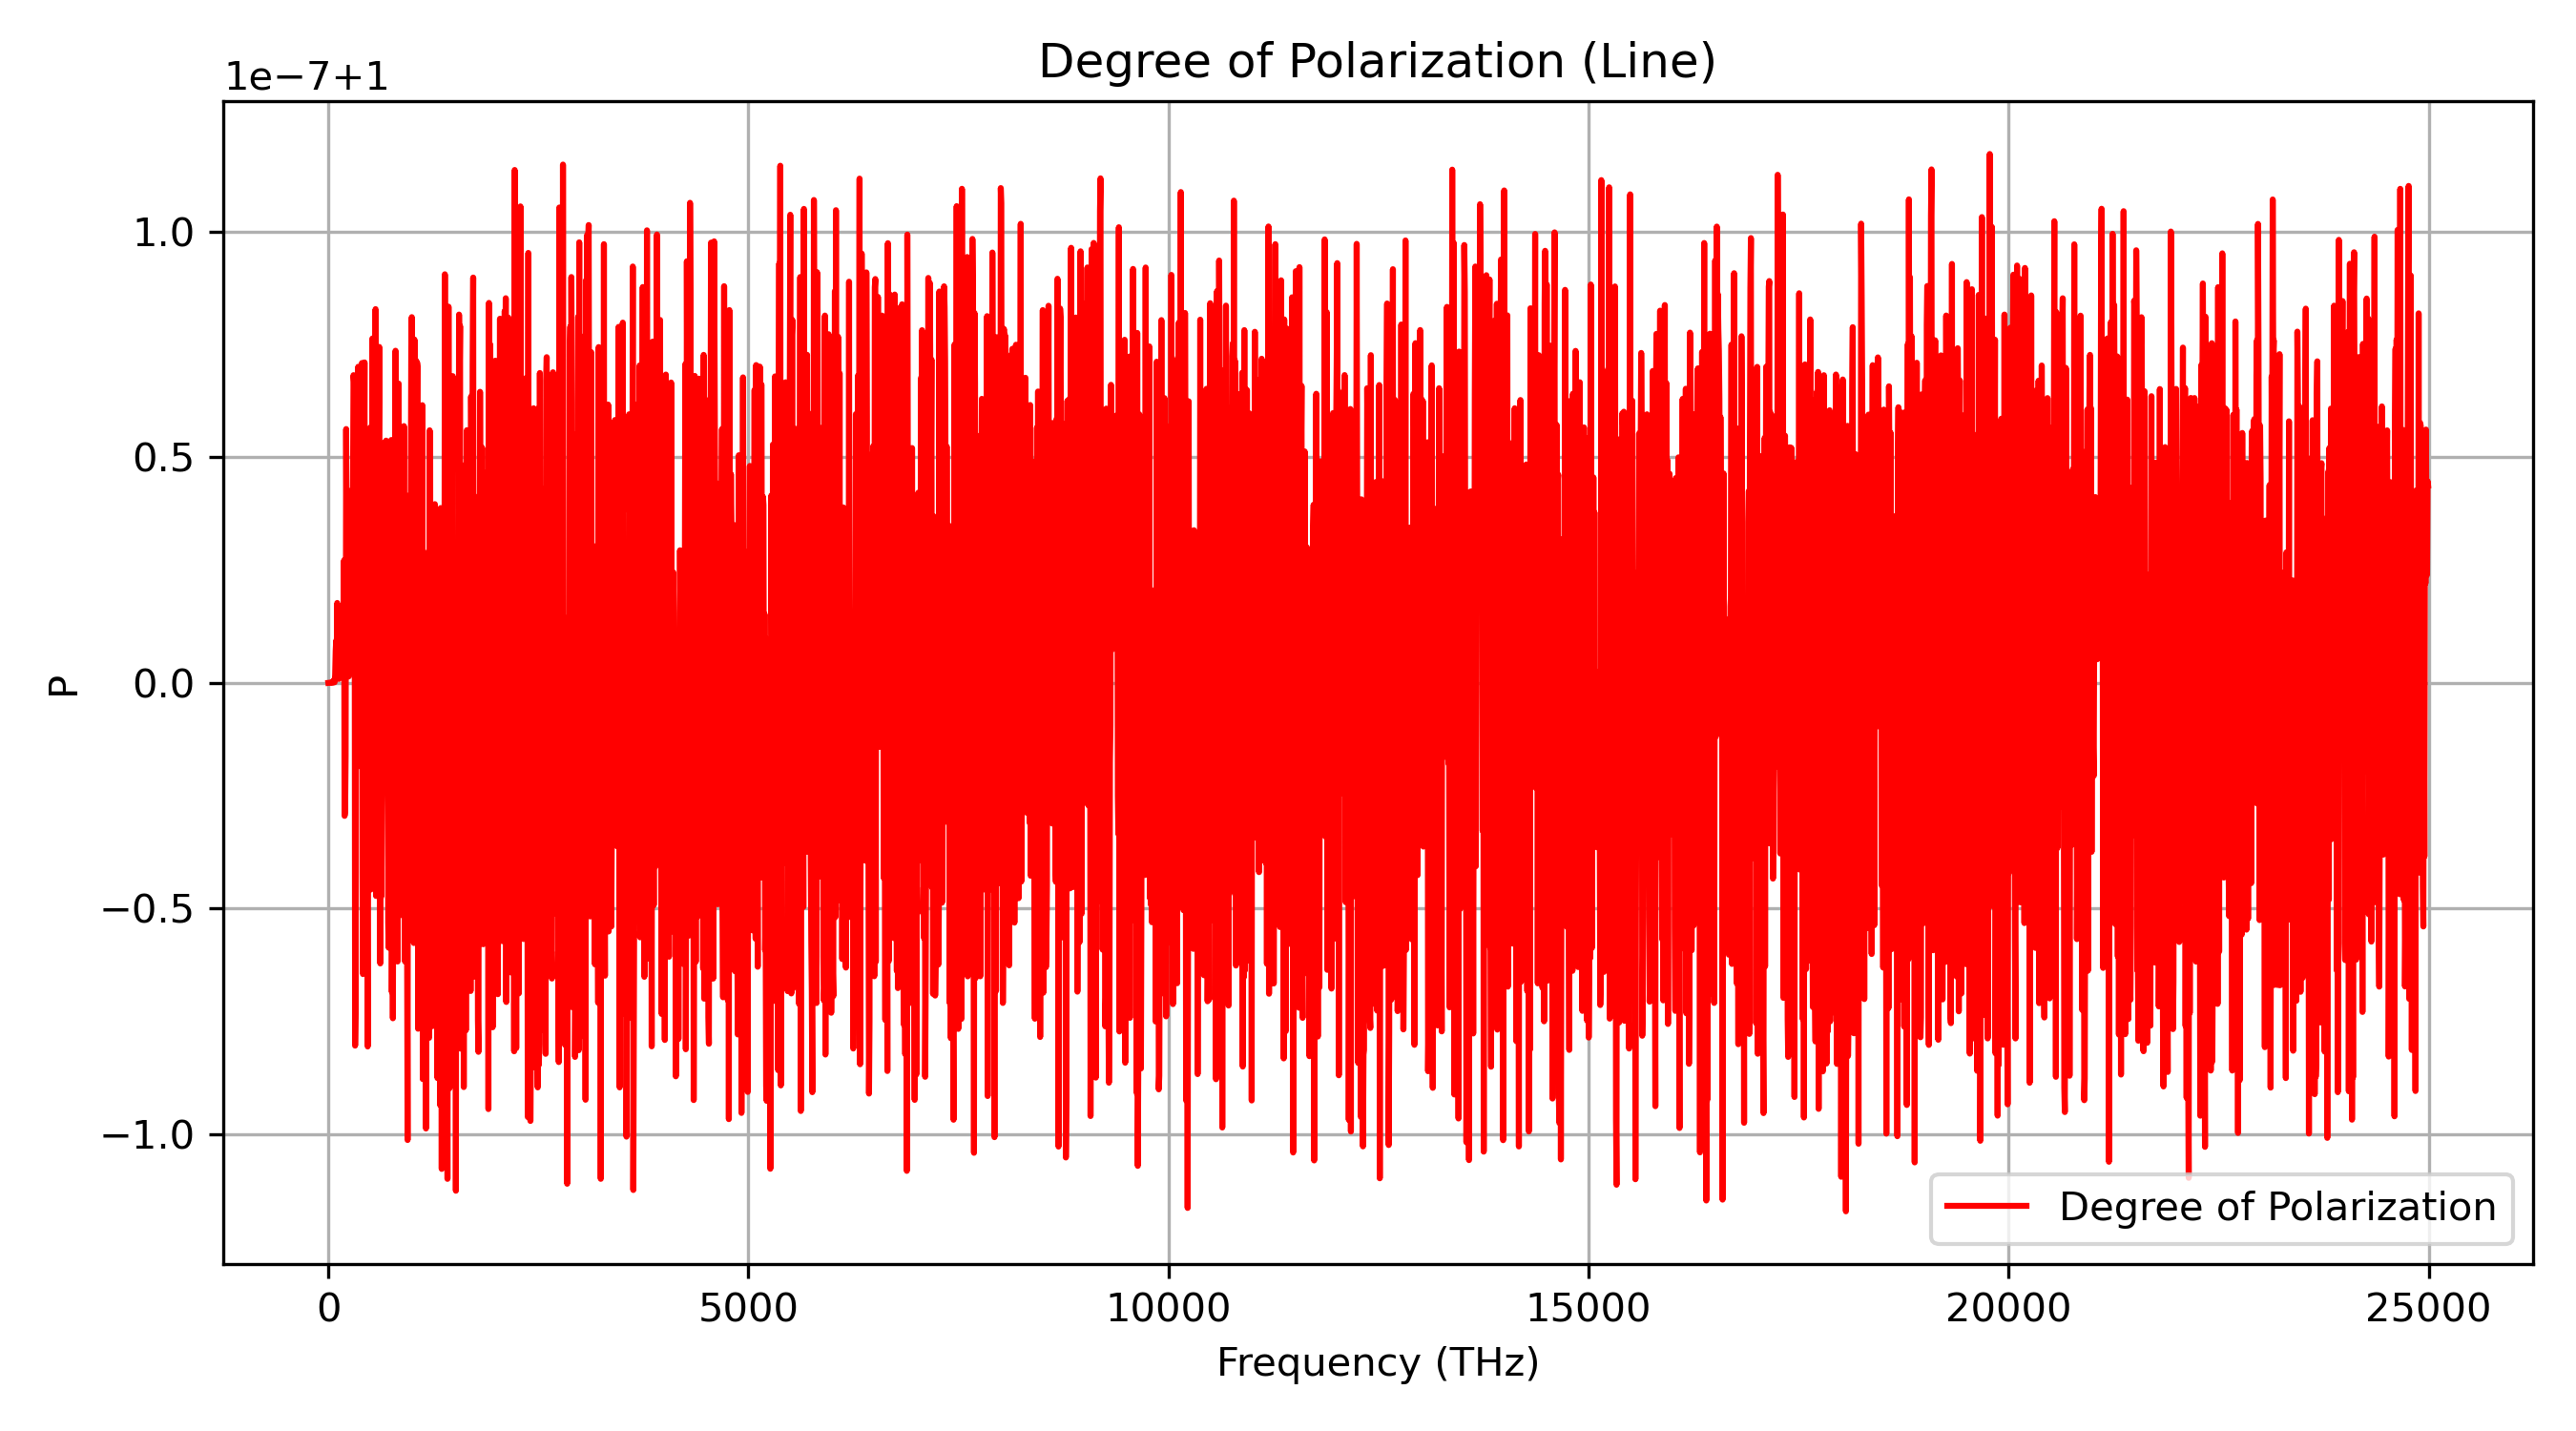 Degree of Polarization (Line)
1e−7+1
1.0
0.5
0.0
−0.5
−1.0
P
Degree of Polarization
0 5000 10000 15000 20000 25000
Frequency (THz)